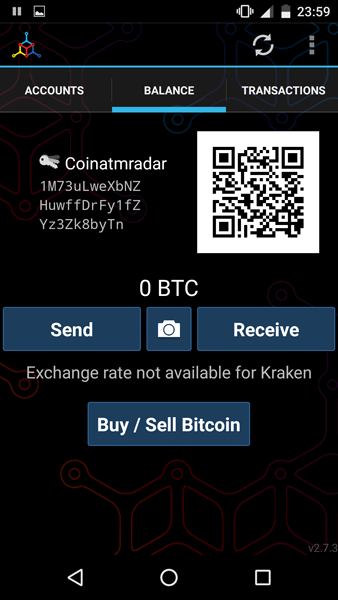 23:59
ACCOUNTS
BALANCE
TRANSACTIONS
Coinatmradar
1M73uLweXbNZ
HuwffDrFy1fZ
Yz3Zk8byTn
0 BTC
Send
Receive
Exchange rate not available for Kraken
Buy / Sell Bitcoin
v2.7.3